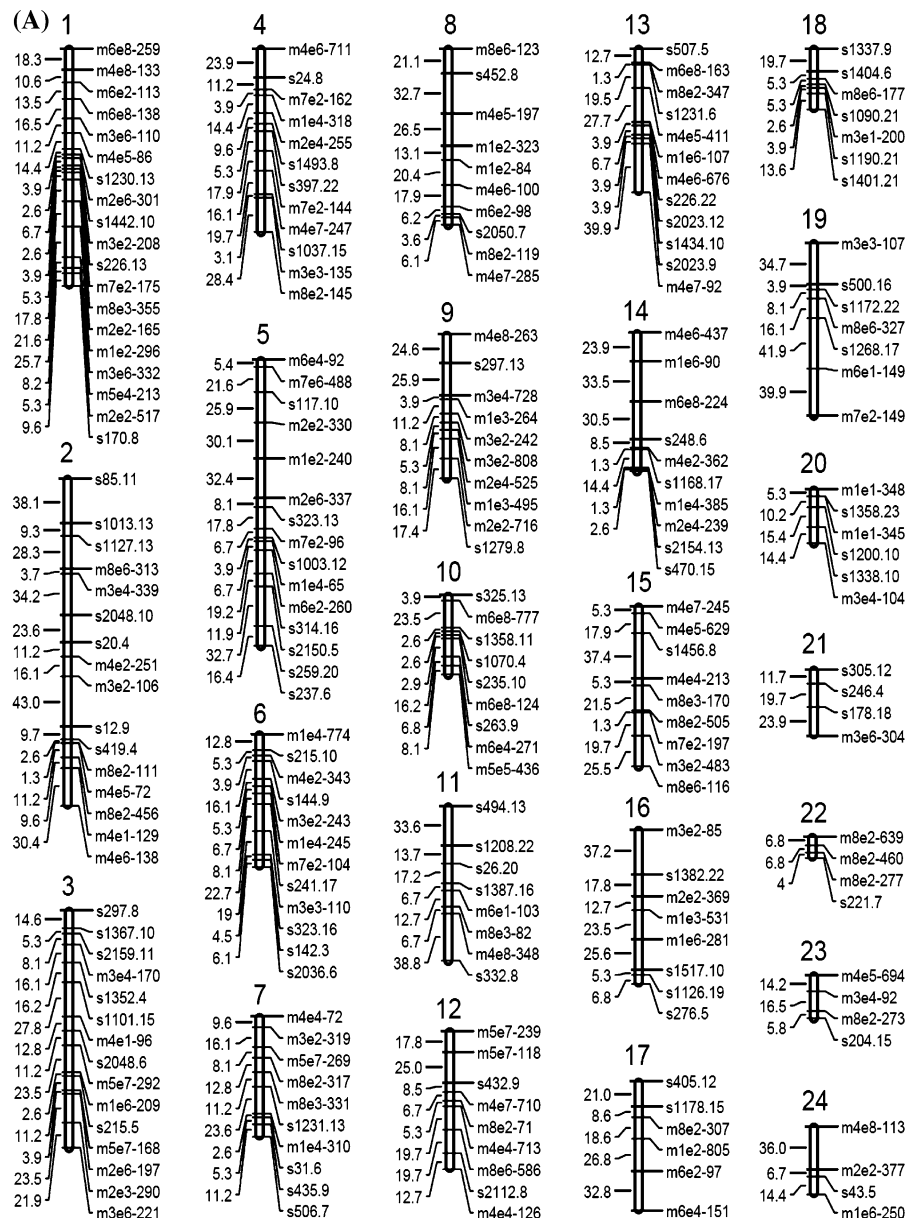 (A)
1
18.3
10.6
13.5
16.5
11.2
14.4
3.9
2.6
6.7
2.6
3.9
5.3
17.8
21.6
25.7
8.2
5.3
9.6
m6e8-259
m4e8-133
m6e2-113
m6e8-138
m3e6-110
m4e5-86
s1230.13
m2e6-301
s1442.10
m3e2-208
s226.13
m7e2-175
m8e3-355
m2e2-165
m1e2-296
m3e6-332
m5e4-213
m2e2-517
s170.8
2
38.1
9.3
28.3
3.7
34.2
23.6
11.2
16.1
43.0
9.7
2.6
1.3
11.2
9.6
30.4
s85.11
s1013.13
s1127.13
m8e6-313
m3e4-339
s2048.10
s20.4
m4e2-251
m3e2-106
s12.9
s419.4
m8e2-111
m4e5-72
m8e2-456
m4e1-129
m4e6-138
3
14.6
5.3
8.1
16.1
16.2
27.8
12.8
11.2
23.5
2.6
11.2
3.9
23.5
21.9
s297.8
s1367.10
s2159.11
m3e4-170
s1352.4
s1101.15
m4e1-96
s2048.6
m5e7-292
m1e6-209
s215.5
m5e7-168
m2e6-197
m2e3-290
m3e6-221
4
23.9
11.2
3.9
14.4
9.6
5.3
17.9
16.1
19.7
3.1
28.4
m4e6-711
s24.8
m7e2-162
m1e4-318
m2e4-255
s1493.8
s397.22
m7e2-144
m4e7-247
s1037.15
m3e3-135
m8e2-145
5
5.4
21.6
25.9
30.1
32.4
8.1
17.8
6.7
3.9
6.7
19.2
11.9
32.7
16.4
m6e4-92
m7e6-488
s117.10
m2e2-330
m1e2-240
m2e6-337
s323.13
m7e2-96
s1003.12
m1e4-65
m6e2-260
s314.16
s2150.5
s259.20
s237.6
6
12.8
5.3
3.9
16.1
5.3
6.7
8.1
22.7
19
4.5
6.1
m1e4-774
s215.10
m4e2-343
s144.9
m3e2-243
m1e4-245
m7e2-104
s241.17
m3e3-110
s323.16
s142.3
s2036.6
7
9.6
16.1
8.1
12.8
11.2
23.6
2.6
5.3
11.2
m4e4-72
m3e2-319
m5e7-269
m8e2-317
m8e3-331
s1231.13
m1e4-310
s31.6
s435.9
s506.7
8
21.1
32.7
26.5
13.1
20.4
17.9
6.2
3.6
6.1
m8e6-123
s452.8
m4e5-197
m1e2-323
m1e2-84
m4e6-100
m6e2-98
s2050.7
m8e2-119
m4e7-285
9
24.6
25.9
3.9
11.2
8.1
5.3
8.1
16.1
17.4
m4e8-263
s297.13
m3e4-728
m1e3-264
m3e2-242
m3e2-808
m2e4-525
m1e3-495
m2e2-716
s1279.8
10
3.9
23.5
2.6
2.6
2.9
16.2
6.8
8.1
s325.13
m6e8-777
s1358.11
s1070.4
s235.10
m6e8-124
s263.9
m6e4-271
m5e5-436
11
33.6
13.7
17.2
6.7
12.7
6.7
38.8
s494.13
s1208.22
s26.20
s1387.16
m6e1-103
m8e3-82
m4e8-348
s332.8
12
17.8
25.0
8.5
6.7
5.3
19.7
19.7
12.7
m5e7-239
m5e7-118
s432.9
m4e7-710
m8e2-71
m4e4-713
m8e6-586
s2112.8
m4e4-126
13
12.7
1.3
19.5
27.7
3.9
6.7
3.9
3.9
39.9
s507.5
m6e8-163
m8e2-347
s1231.6
m4e5-411
m1e6-107
m4e6-676
s226.22
s2023.12
s1434.10
s2023.9
m4e7-92
14
23.9
33.5
30.5
8.5
1.3
14.4
1.3
2.6
m4e6-437
m1e6-90
m6e8-224
s248.6
m4e2-362
s1168.17
m1e4-385
m2e4-239
s2154.13
s470.15
15
5.3
17.9
37.4
5.3
21.5
1.3
19.7
25.5
m4e7-245
m4e5-629
s1456.8
m4e4-213
m8e3-170
m8e2-505
m7e2-197
m3e2-483
m8e6-116
16
37.2
17.8
12.7
23.5
25.6
5.3
6.8
m3e2-85
s1382.22
m2e2-369
m1e3-531
m1e6-281
s1517.10
s1126.19
s276.5
17
21.0
8.6
18.6
26.8
32.8
s405.12
s1178.15
m8e2-307
m1e2-805
m6e2-97
m6e4-151
18
19.7
5.3
5.3
2.6
3.9
13.6
s1337.9
s1404.6
m8e6-177
s1090.21
m3e1-200
s1190.21
s1401.21
19
34.7
3.9
8.1
16.1
41.9
39.9
m3e3-107
s500.16
s1172.22
m8e6-327
s1268.17
m6e1-149
m7e2-149
20
5.3
10.2
15.4
14.4
m1e1-348
s1358.23
m1e1-345
s1200.10
s1338.10
m3e4-104
21
11.7
19.7
23.9
s305.12
s246.4
s178.18
m3e6-304
22
6.8
6.8
4
m8e2-639
m8e2-460
m8e2-277
s221.7
23
14.2
16.5
5.8
m4e5-694
m3e4-92
m8e2-273
s204.15
24
36.0
6.7
14.4
m4e8-113
m2e2-377
s43.5
m1e6-250